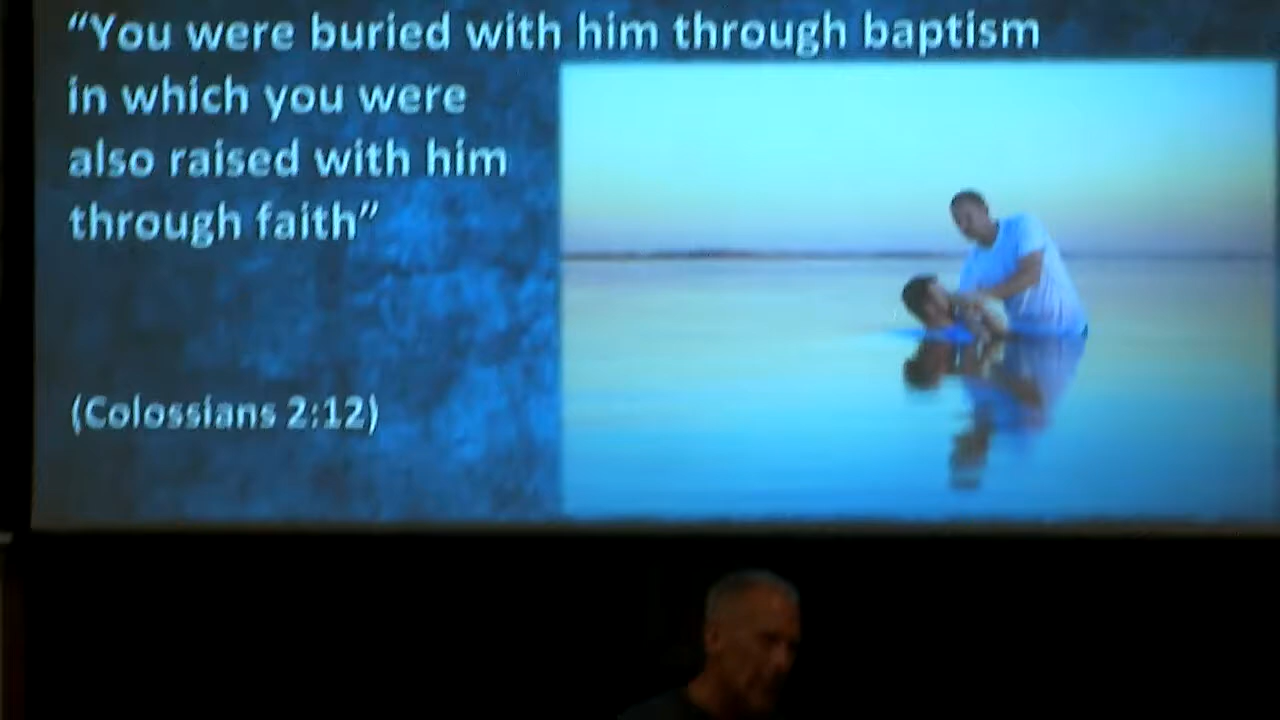 “You were buried with him through baptism
in which you were
also raised with him
through faith”
(Colossians 2:12)